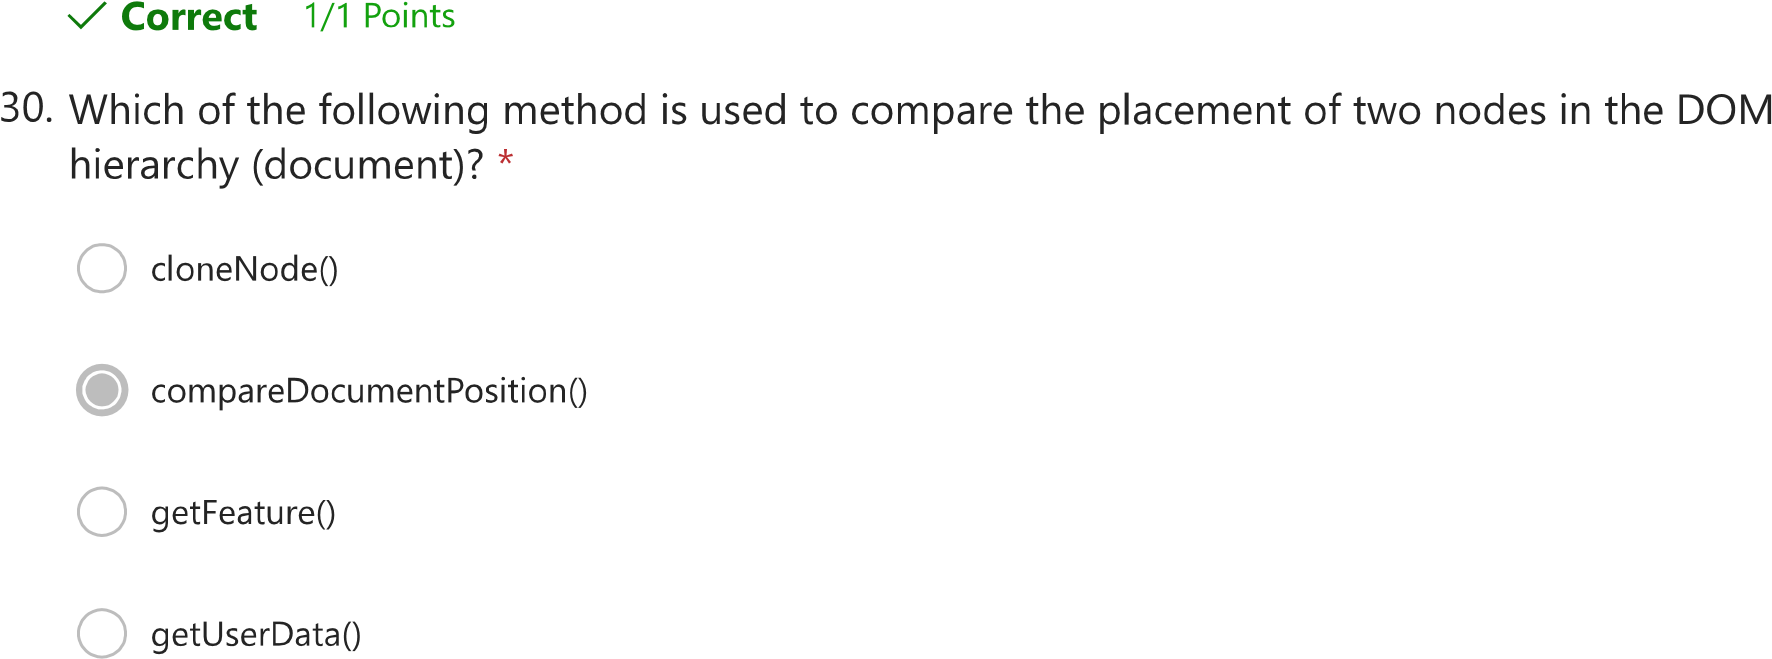 Correct 1/1 Points
30. Which of the following method is used to compare the placement of two nodes in the DOM
hierarchy (document)? *
cloneNode()
compareDocumentPosition()
getFeature()
getUserData()